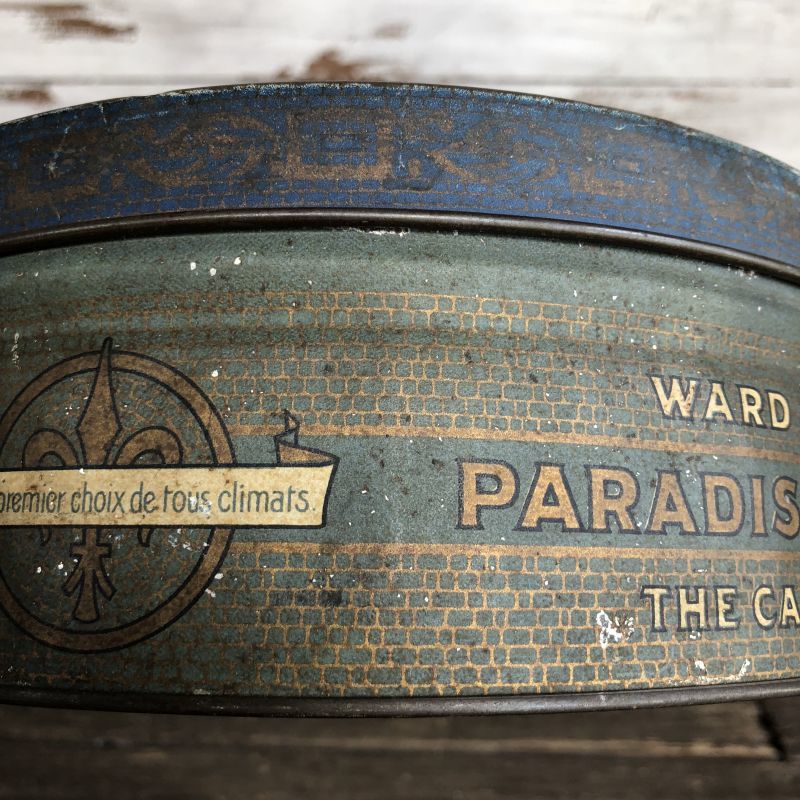 premier choix de tous climats.
WARD
PARADIS
THE CA